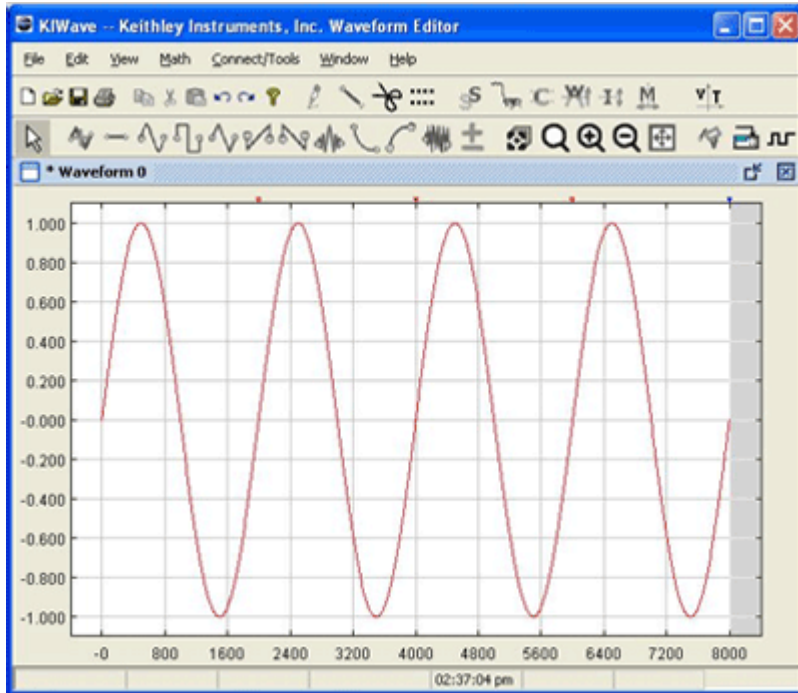 KIWave -- Keithley Instruments, Inc. Waveform Editor
File Edit View Math Connect/Tools Window Help
* Waveform 0
1.000
0.800
0.600
0.400
0.200
-0.000
-0.200
-0.400
-0.600
-0.800
-1.000
-0 800 1600 2400 3200 4000 4800 5600 6400 7200 8000
02:37:04 pm